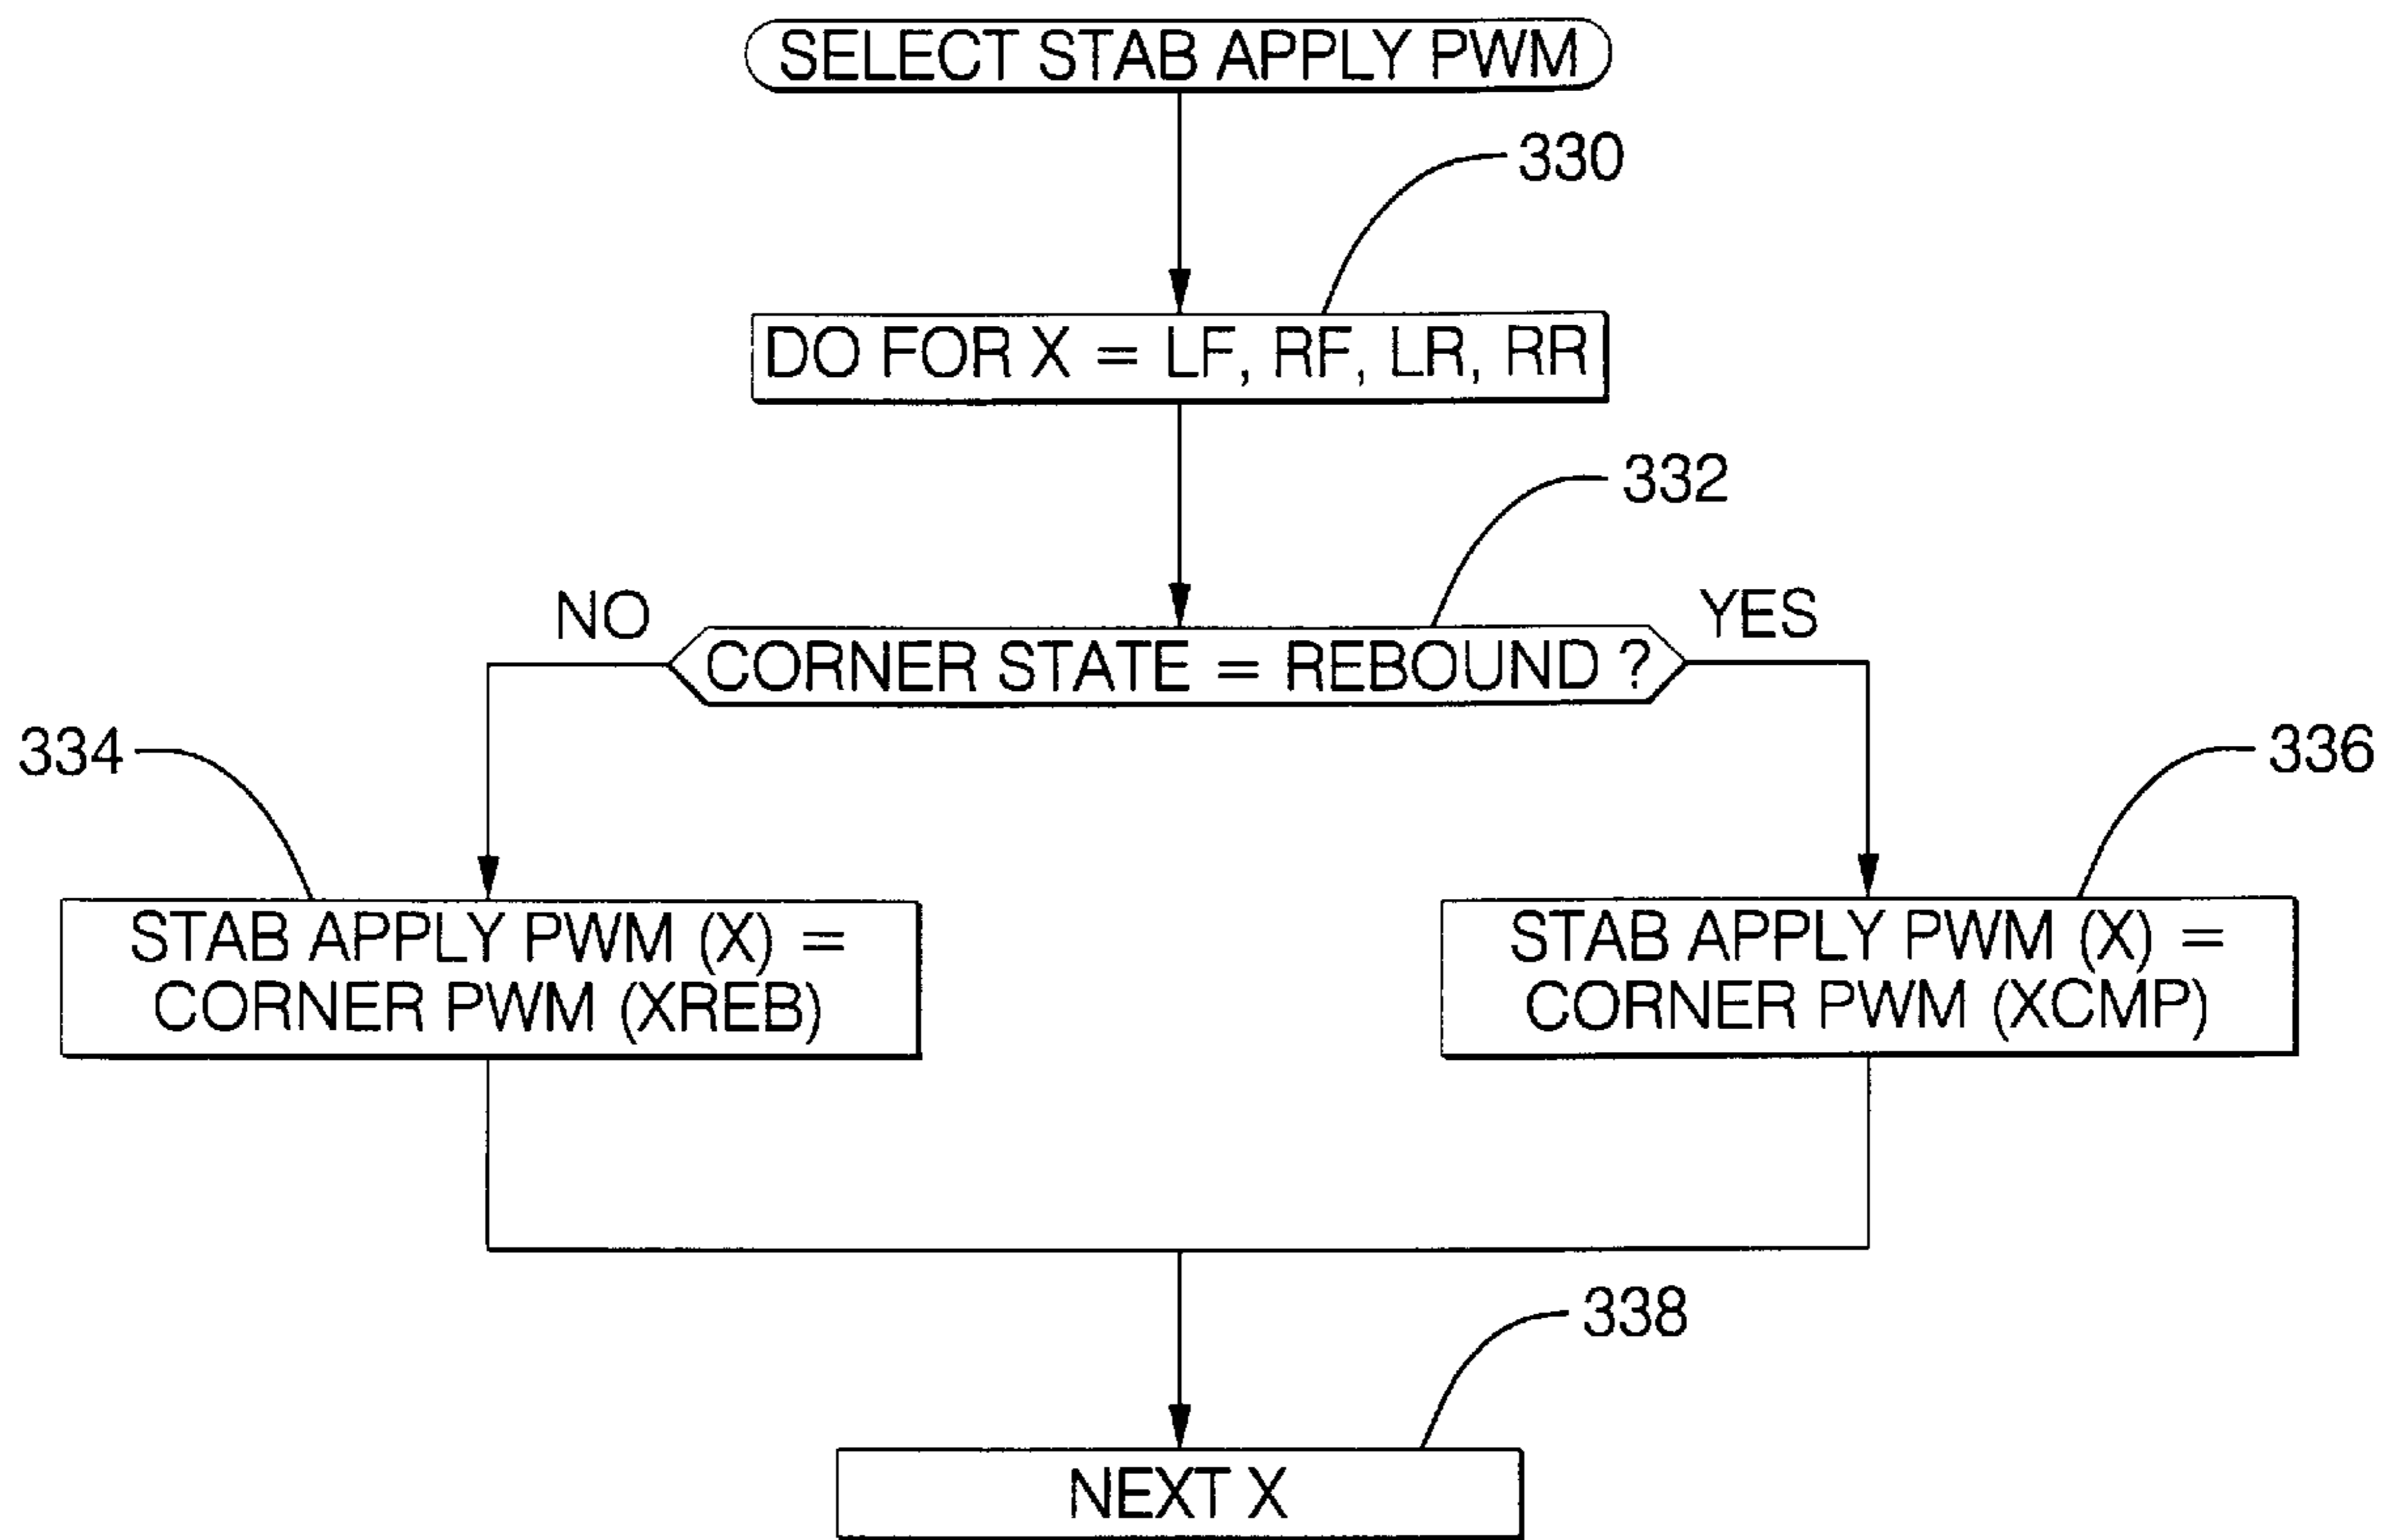 SELECT STAB APPLY PWM
330
DO FOR X = LF, RF, LR, RR
332
NO
YES
CORNER STATE = REBOUND ?
334
336
STAB APPLY PWM (X) =
CORNER PWM (XREB)
STAB APPLY PWM (X) =
CORNER PWM (XCMP)
338
NEXT X